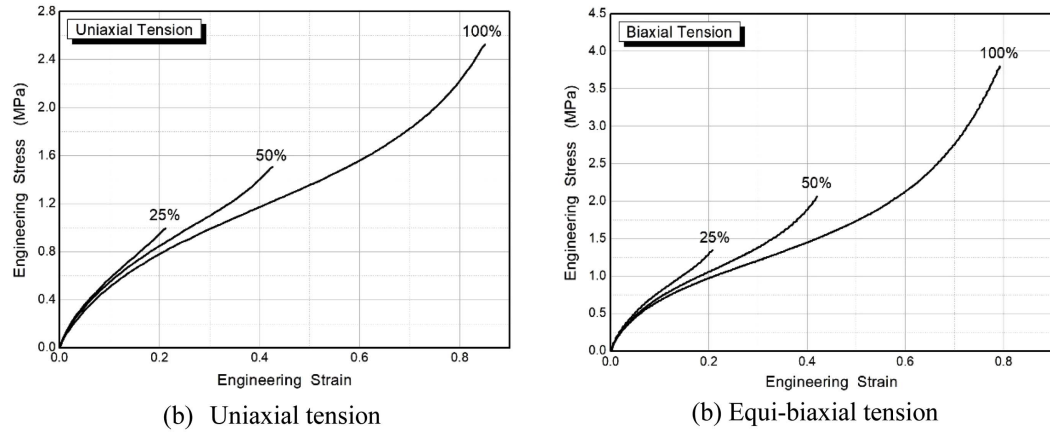 Uniaxial Tension
Engineering Stress (MPa)
2.8
2.4
2.0
1.6
1.2
0.8
0.4
0.0
100%
50%
25%
0.0 0.2 0.4 0.6 0.8
Engineering Strain
(b) Uniaxial tension
Biaxial Tension
Engineering Stress (MPa)
4.5
4.0
3.5
3.0
2.5
2.0
1.5
1.0
0.5
0.0
100%
50%
25%
0.0 0.2 0.4 0.6 0.8
Engineering Strain
(b) Equi-biaxial tension